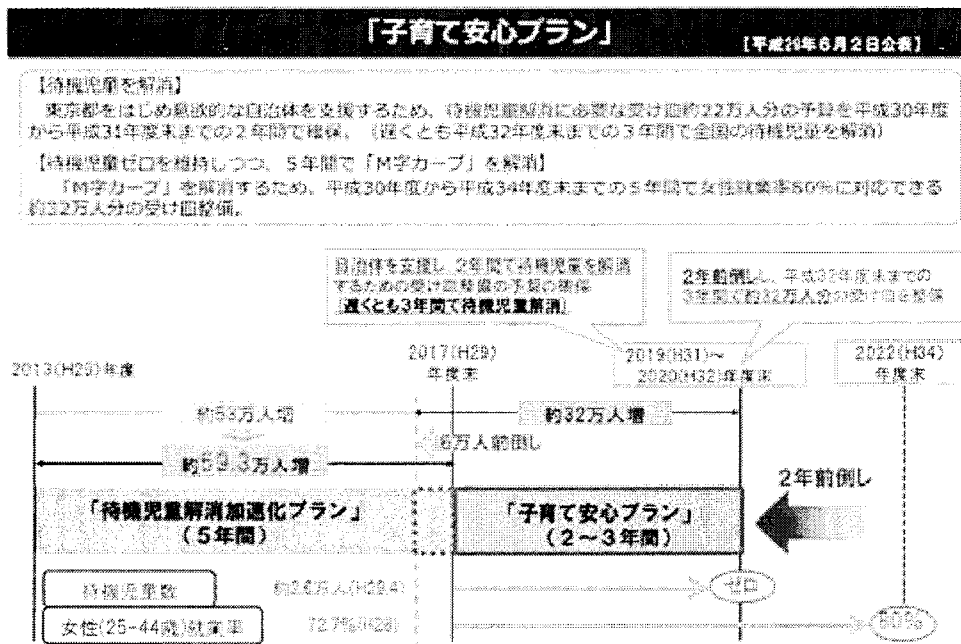 「子育て安心プラン」
【平成29年6月2日公表】
【待機児童を解消】
東京都をはじめ意欲的な自治体を支援するため、待機児童解消に必要な受け皿約22万人分の予算を平成30年度
から平成31年度末までの2年間で確保。(遅くとも平成32年度末までの3年間で全国の待機児童を解消)
【待機児童ゼロを維持しつつ、5年間で「M字カーブ」を解消】
「M字カーブ」を解消するため、平成30年度から平成34年度末までの5年間で女性就業率80%に対応できる
約32万人分の受け皿整備。
自治体を支援し、2年間で待機児童を解消
するための受け皿整備の予算の確保
(遅くとも3年間で待機児童解消)
2年前倒し、平成32年度末までの
3年間で約32万人分の受け皿を整備
2013(H25)年度
2017(H29)
年度末
2019(H31)~
2020(H32)年度末
2022(H34)
年度末
約53万人増
約32万人増
6万人前倒し
約59.3万人増
2年前倒し
「待機児童解消加速化プラン」
(5年間)
「子育て安心プラン」
(2~3年間)
待機児童数
約2.6万人(H29.4)
ゼロ
女性(25-44歳)就業率
72.7%(H28)
80%